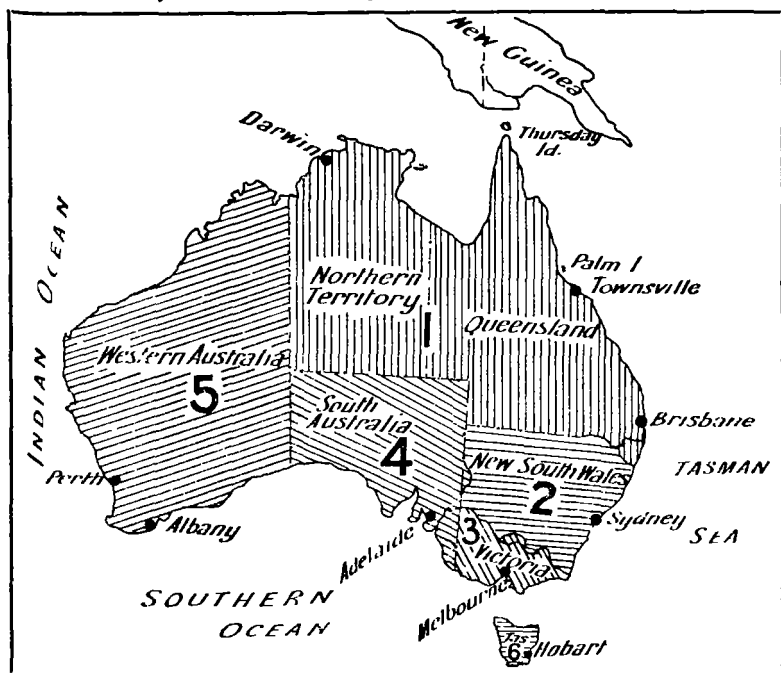 New Guinea
Thursday
Id.
Darwin
INDIAN OCEAN
Northern
Territory
1
Palm I
Townsville
Queensland
Western Australia
5
South
Australia
4
Brisbane
New South Wales
2
TASMAN
SEA
Perth
Albany
Sydney
Adelaide
3
Victoria
Melbourne
SOUTHERN
OCEAN
Tas
6
Hobart